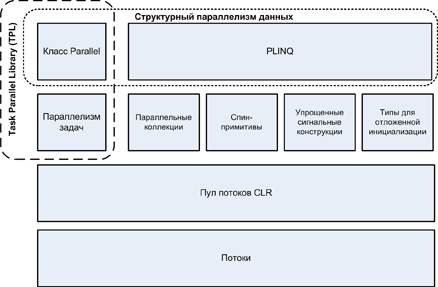 Структурный параллелизм данных
Task Parallel Library (TPL)
Класс Parallel
PLINQ
Параллелизм
задач
Параллельные
коллекции
Спин-
примитивы
Упрощенные
сигнальные
конструкции
Типы для
отложенной
инициализации
Пул потоков CLR
Потоки